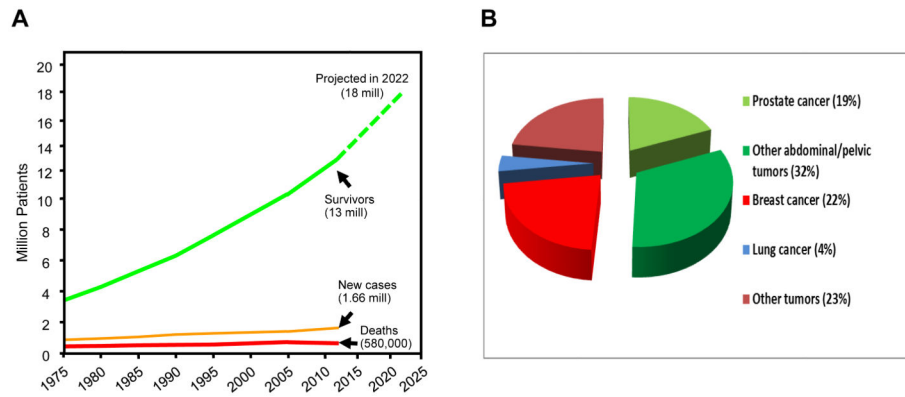 A
Million Patients
20
18
16
14
12
10
8
6
4
2
0
1975
1980
1985
1990
1995
2000
2005
2010
2015
2020
2025
Projected in 2022
(18 mill)
Survivors
(13 mill)
New cases
(1.66 mill)
Deaths
(580,000)
B
Prostate cancer (19%)
Other abdominal/pelvic
tumors (32%)
Breast cancer (22%)
Lung cancer (4%)
Other tumors (23%)